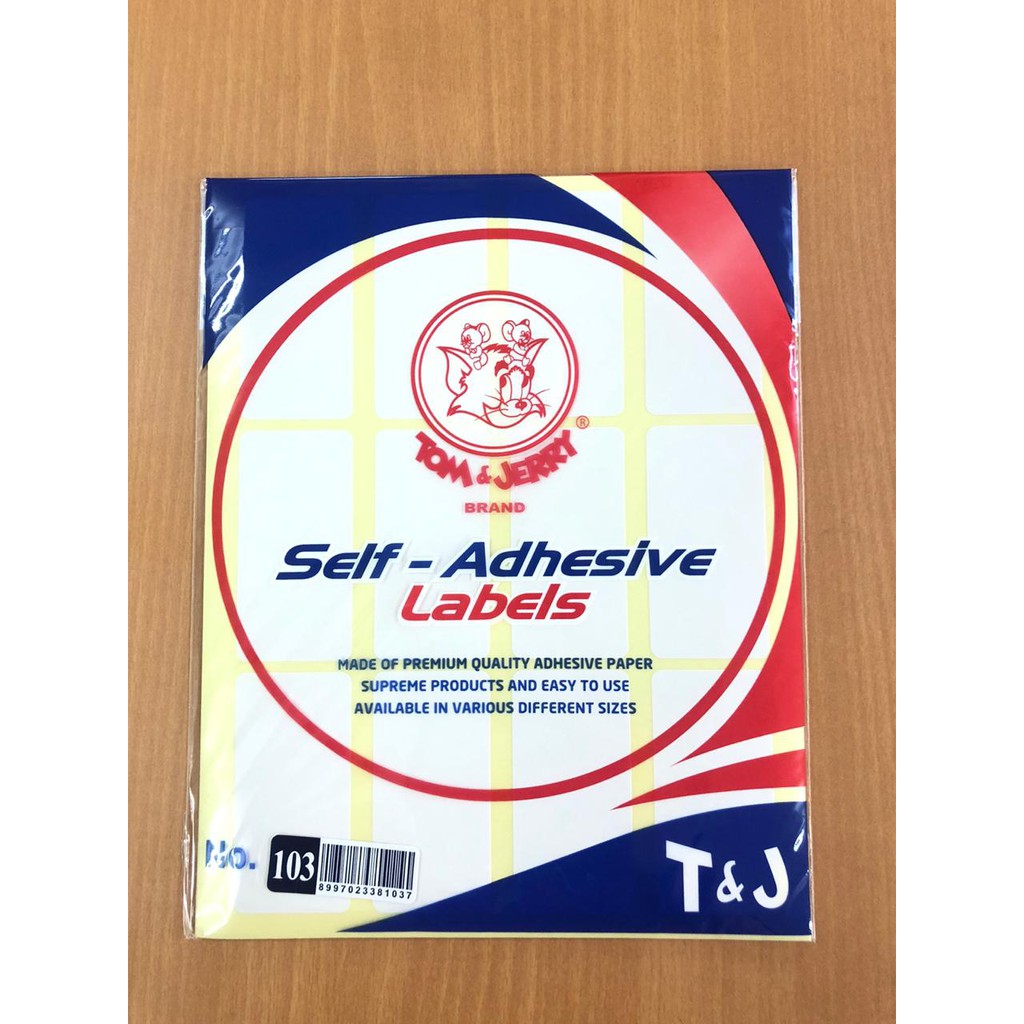 TOM & JERRY ®
BRAND
Self - Adhesive
Labels
MADE OF PREMIUM QUALITY ADHESIVE PAPER
SUPREME PRODUCTS AND EASY TO USE
AVAILABLE IN VARIOUS DIFFERENT SIZES
No. 103
8997023381037
T & J